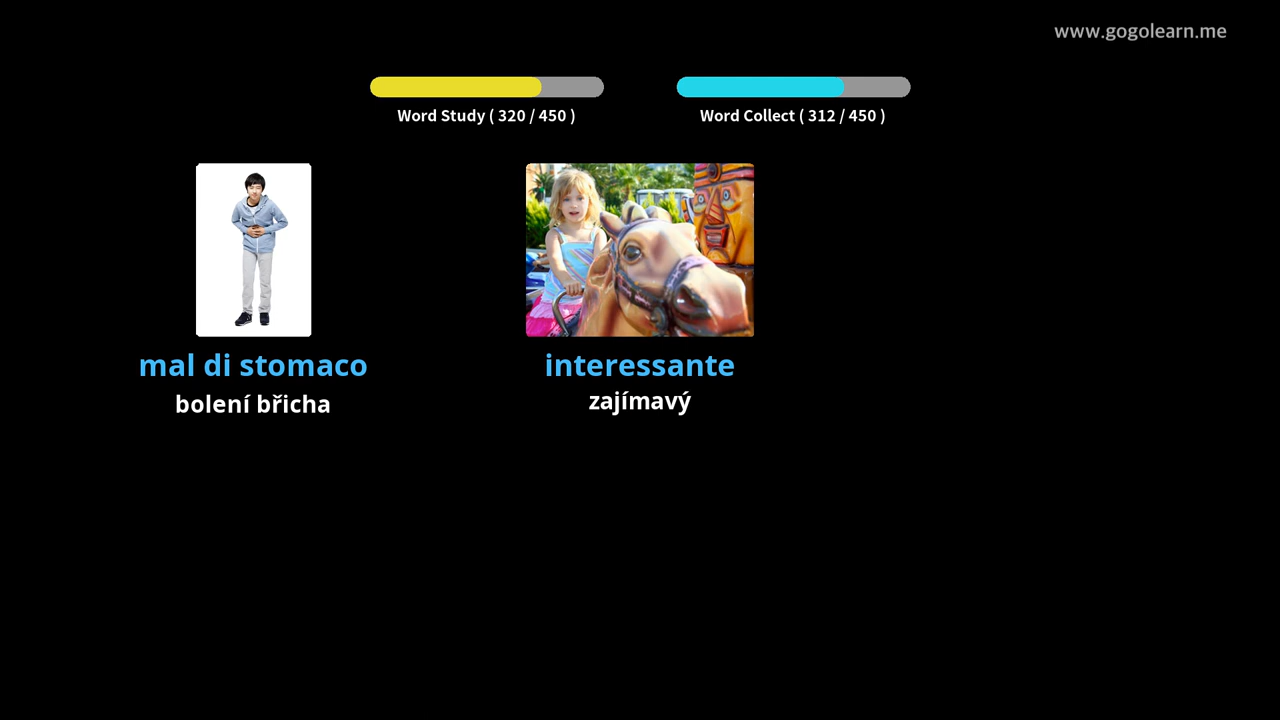 www.gogolearn.me
Word Study ( 320 / 450 )
Word Collect ( 312 / 450 )
mal di stomaco
bolení břicha
interessante
zajímavý